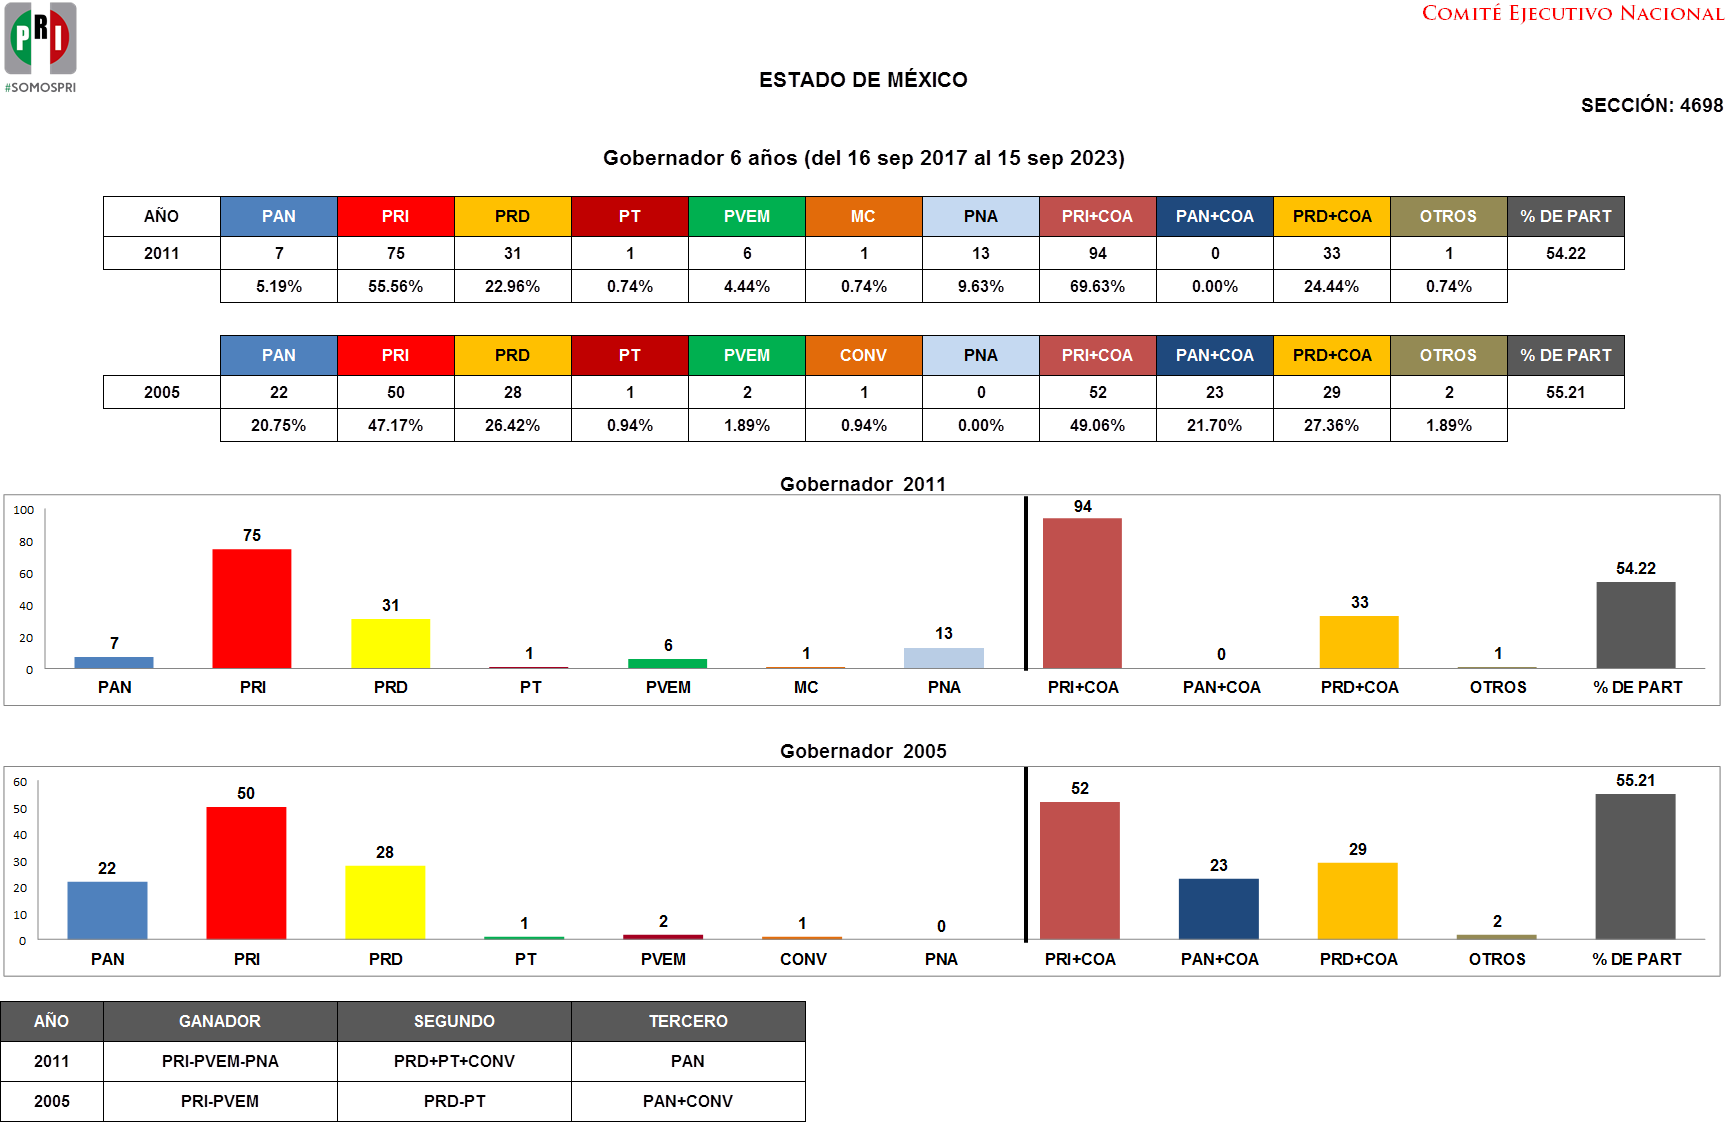 PRI
#SOMOSPRI
COMITÉ EJECUTIVO NACIONAL
ESTADO DE MÉXICO
SECCIÓN: 4698
Gobernador 6 años (del 16 sep 2017 al 15 sep 2023)
AÑO PAN PRI PRD PT PVEM MC PNA PRI+COA PAN+COA PRD+COA OTROS % DE PART
2011 7 75 31 1 6 1 13 94 0 33 1 54.22
5.19% 55.56% 22.96% 0.74% 4.44% 0.74% 9.63% 69.63% 0.00% 24.44% 0.74%
PAN PRI PRD PT PVEM CONV PNA PRI+COA PAN+COA PRD+COA OTROS % DE PART
2005 22 50 28 1 2 1 0 52 23 29 2 55.21
20.75% 47.17% 26.42% 0.94% 1.89% 0.94% 0.00% 49.06% 21.70% 27.36% 1.89%
Gobernador 2011
100
80
60
40
20
0
7 75 31 1 6 1 13 94 0 33 1 54.22
PAN PRI PRD PT PVEM MC PNA PRI+COA PAN+COA PRD+COA OTROS % DE PART
Gobernador 2005
60
50
40
30
20
10
0
22 50 28 1 2 1 0 52 23 29 2 55.21
PAN PRI PRD PT PVEM CONV PNA PRI+COA PAN+COA PRD+COA OTROS % DE PART
AÑO GANADOR SEGUNDO TERCERO
2011 PRI-PVEM-PNA PRD+PT+CONV PAN
2005 PRI-PVEM PRD-PT PAN+CONV